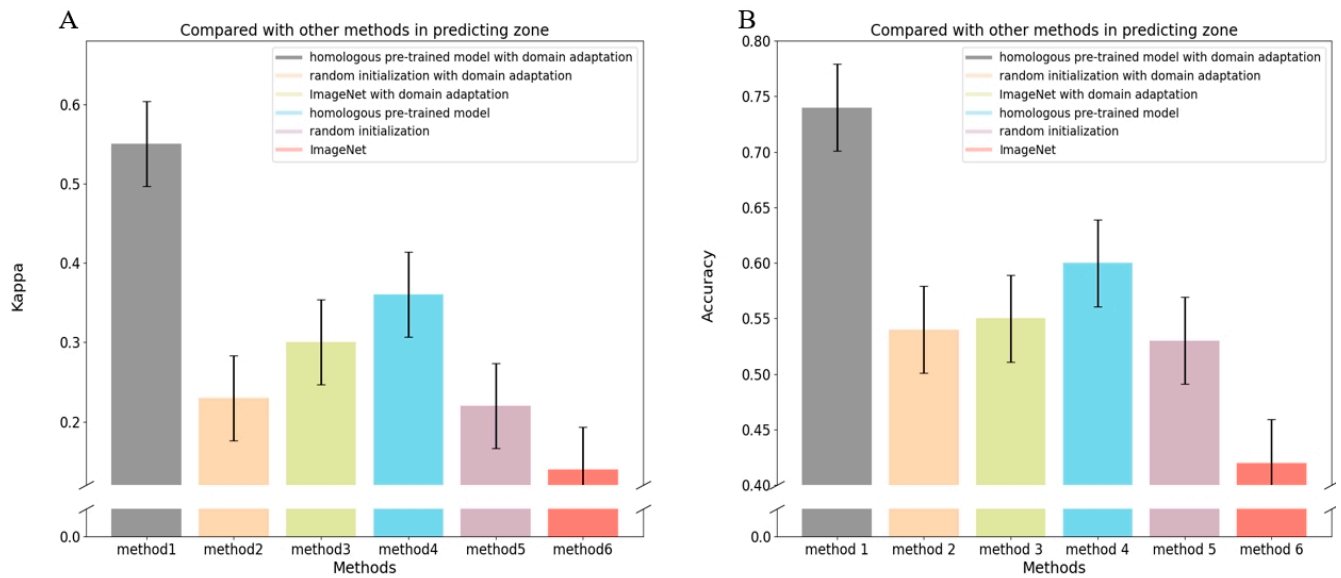 A
Compared with other methods in predicting zone
homologous pre-trained model with domain adaptation
random initialization with domain adaptation
ImageNet with domain adaptation
homologous pre-trained model
random initialization
ImageNet
Kappa
0.6
0.5
0.4
0.3
0.2
0.0
method1 method2 method3 method4 method5 method6
Methods
B
Compared with other methods in predicting zone
homologous pre-trained model with domain adaptation
random initialization with domain adaptation
ImageNet with domain adaptation
homologous pre-trained model
random initialization
ImageNet
Accuracy
0.80
0.75
0.70
0.65
0.60
0.55
0.50
0.45
0.40
0.0
method 1 method 2 method 3 method 4 method 5 method 6
Methods